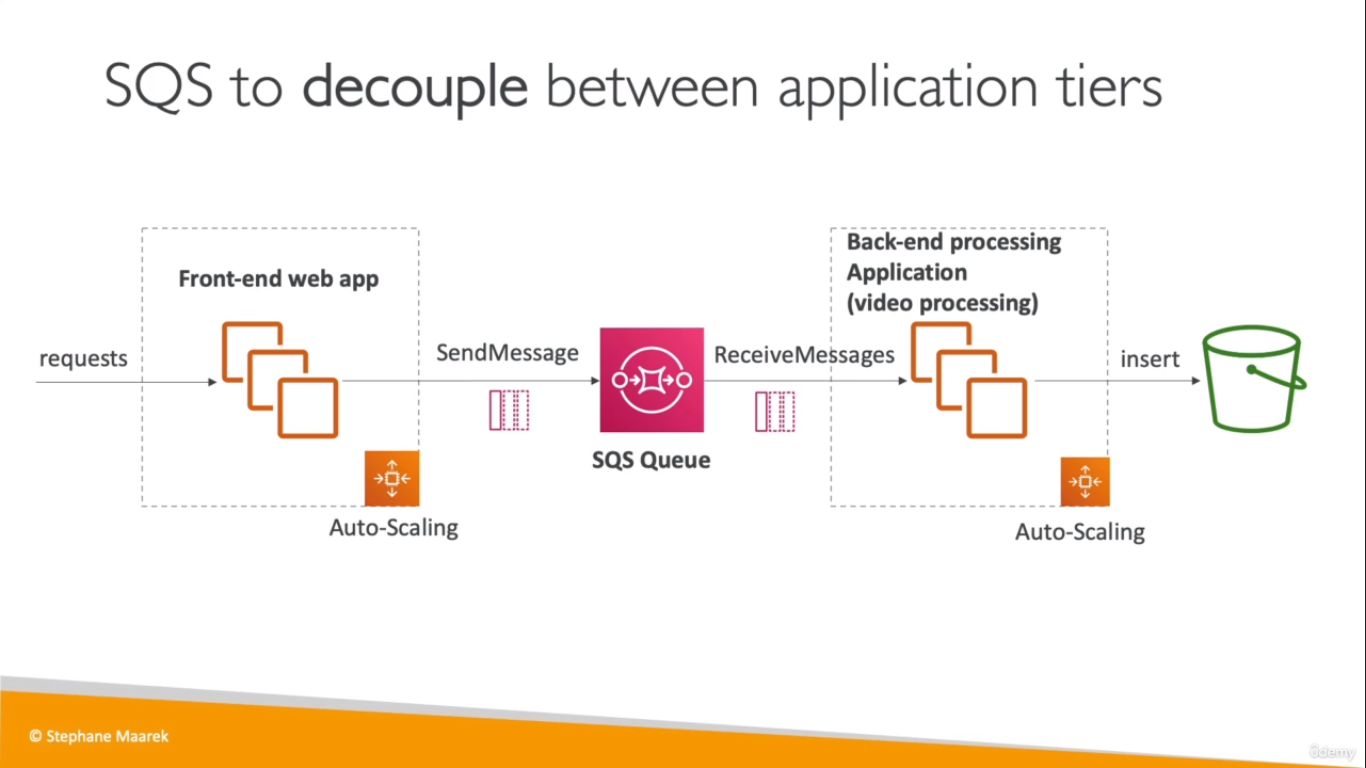 SQS to decouple between application tiers
Front-end web app
requests
Auto-Scaling
SendMessage
SQS Queue
ReceiveMessages
Back-end processing
Application
(video processing)
Auto-Scaling
insert
© Stephane Maarek
ûdemy